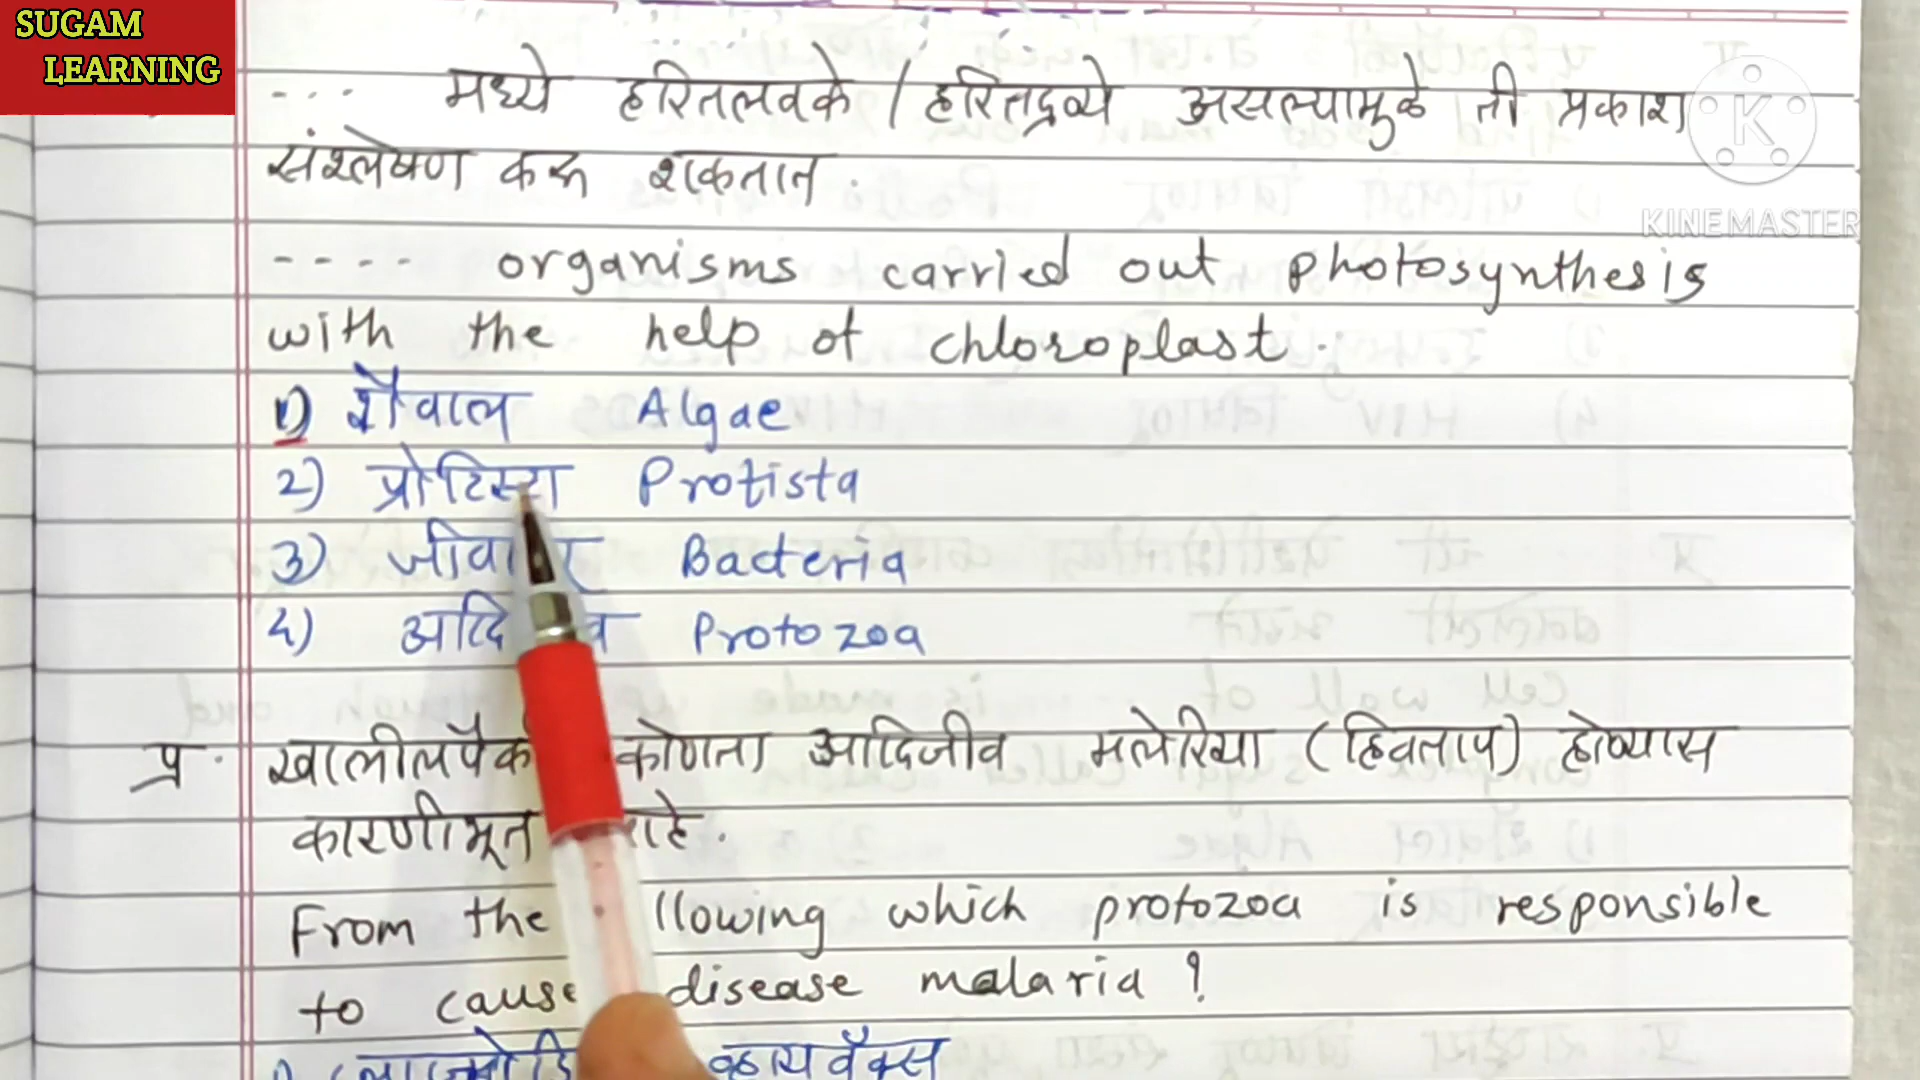 SUGAM
LEARNING
--- मध्ये हरितलवके / हरितद्रव्ये असल्यामुळे ती प्रकाश
संश्लेषण करू शकतात.
KINEMASTER
---- organisms carried out photosynthesis
with the help of chloroplast.
1) शैवाल Algae
2) प्रोटिस्टा Protista
3) Bacteria
4) Protozoa
प्र. कोणता आदिजीव मलेरिया (हिवताप) होण्यास
कारणीभूत
From the which protozoa is responsible
to cause disease malaria ?